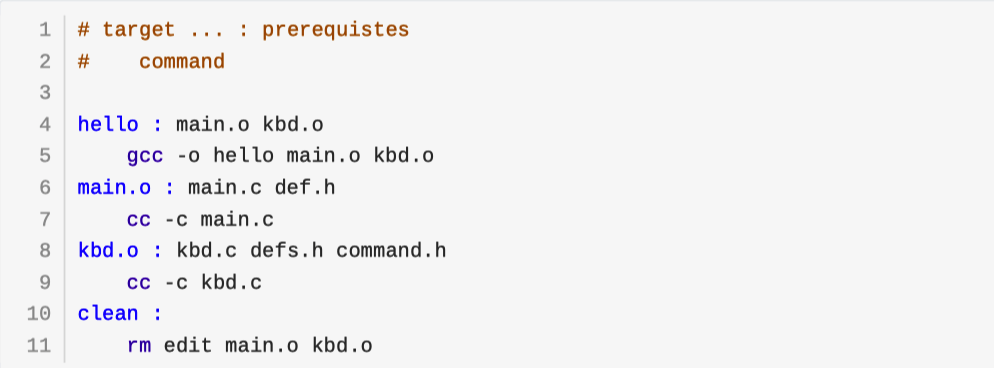 1 # target ... : prerequistes
2 #    command
3
4 hello : main.o kbd.o
5     gcc -o hello main.o kbd.o
6 main.o : main.c def.h
7     cc -c main.c
8 kbd.o : kbd.c defs.h command.h
9     cc -c kbd.c
10 clean :
11     rm edit main.o kbd.o